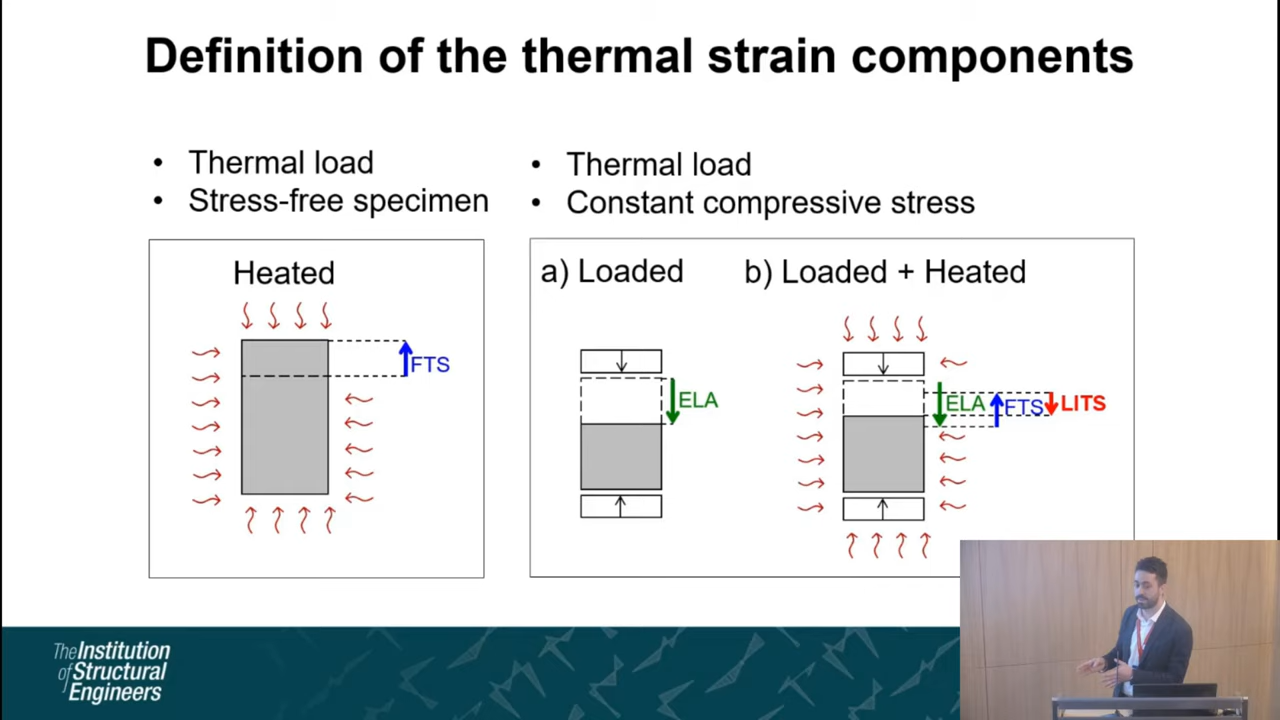 Definition of the thermal strain components
• Thermal load
• Stress-free specimen
• Thermal load
• Constant compressive stress
Heated
FTS
a) Loaded
ELA
b) Loaded + Heated
ELA
FTS
LITS
The Institution
of Structural
Engineers